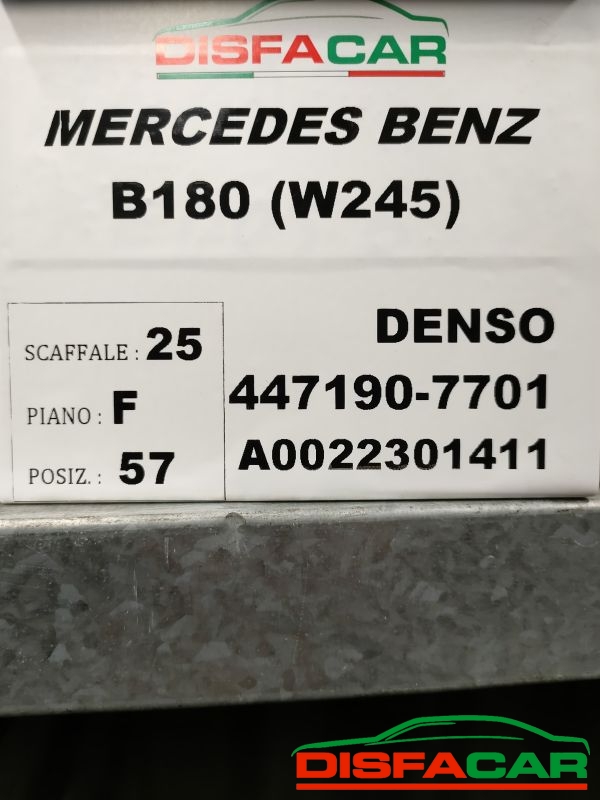 DISFACAR
MERCEDES BENZ
B180 (W245)
SCAFFALE : 25
PIANO : F
POSIZ. : 57
DENSO
447190-7701
A0022301411
DISFACAR